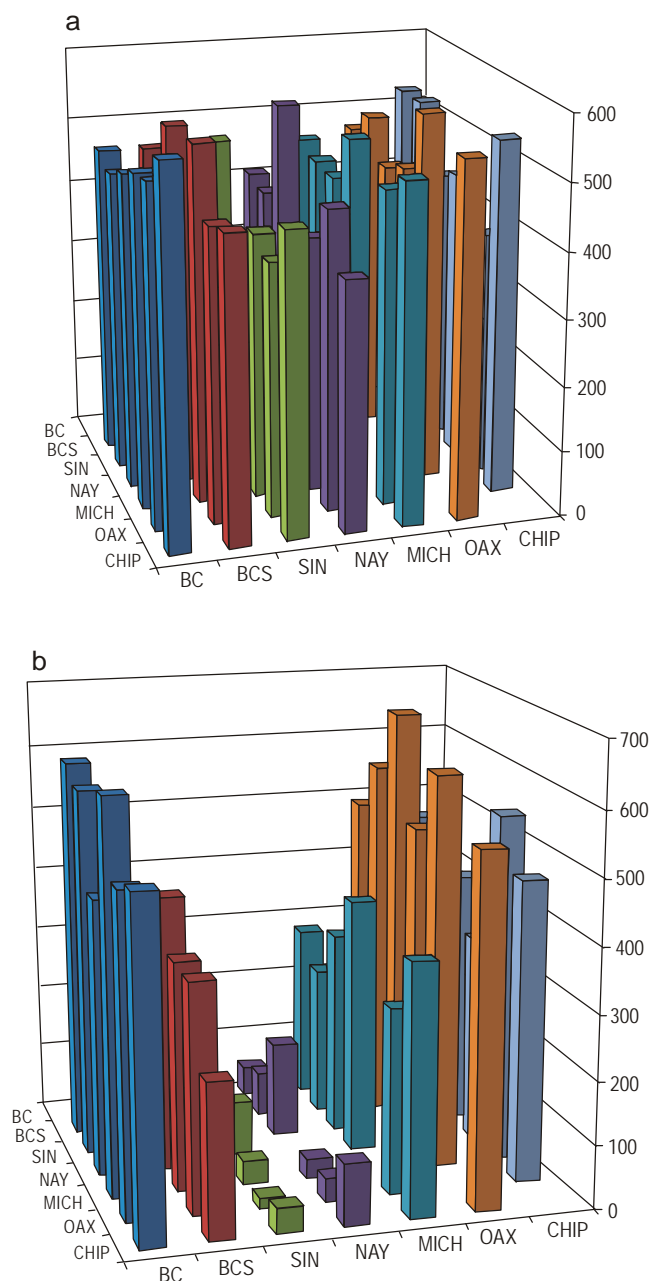 a
600
500
400
300
200
100
0
BC
BCS
SIN
NAY
MICH
OAX
CHIP
BC BCS SIN NAY MICH OAX CHIP
b
700
600
500
400
300
200
100
0
BC
BCS
SIN
NAY
MICH
OAX
CHIP
BC BCS SIN NAY MICH OAX CHIP